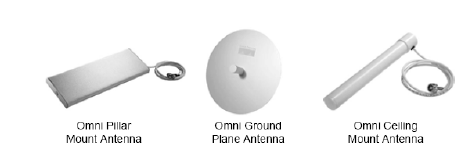 Omni Pillar
Mount Antenna
Omni Ground
Plane Antenna
Omni Ceiling
Mount Antenna